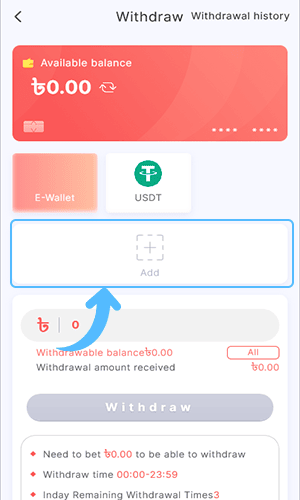 Withdraw Withdrawal history
Available balance
৳0.00
E-Wallet
USDT
Add
৳ 0
Withdrawable balance৳0.00 All
Withdrawal amount received ৳0.00
Withdraw
Need to bet ৳0.00 to be able to withdraw
Withdraw time 00:00-23:59
Inday Remaining Withdrawal Times3